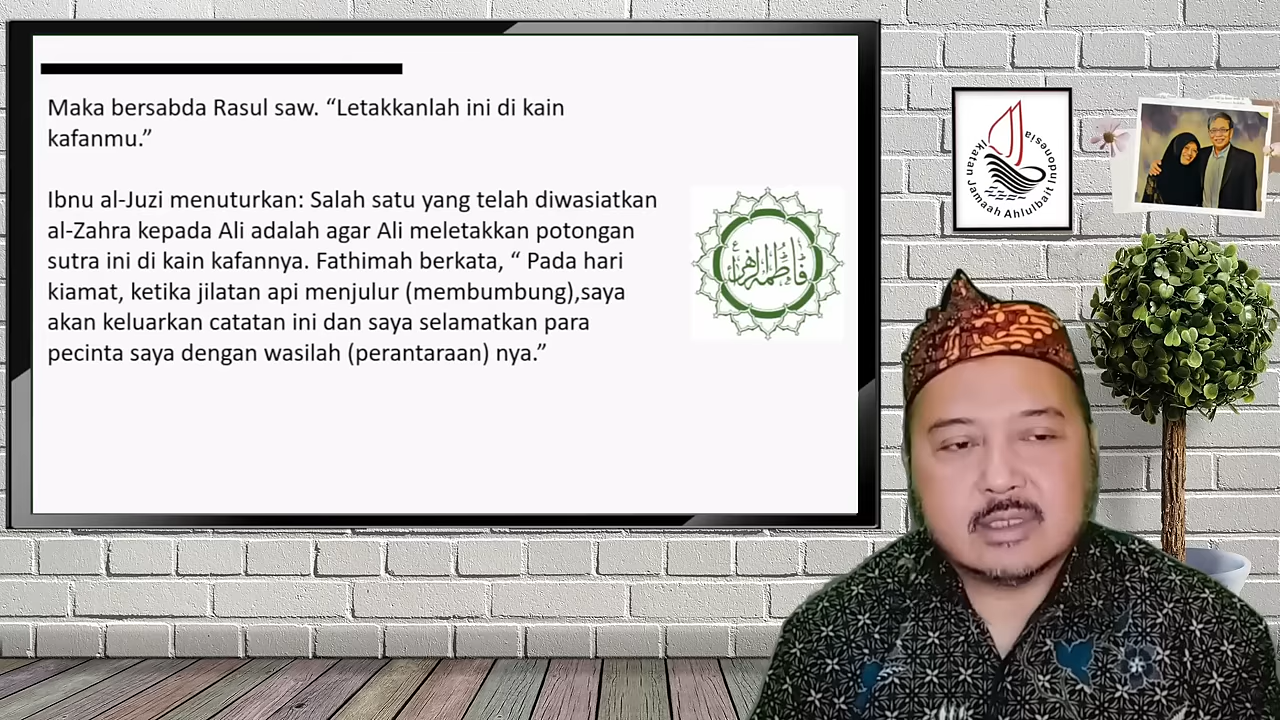 Maka bersabda Rasul saw. “Letakkanlah ini di kain
kafanmu.”
Ibnu al-Juzi menuturkan: Salah satu yang telah diwasiatkan
al-Zahra kepada Ali adalah agar Ali meletakkan potongan
sutra ini di kain kafannya. Fathimah berkata, “ Pada hari
kiamat, ketika jilatan api menjulur (membumbung),saya
akan keluarkan catatan ini dan saya selamatkan para
pecinta saya dengan wasilah (perantaraan) nya.”
فاطمة الزهراء
Ikatan Jamaah Ahlulbait Indonesia